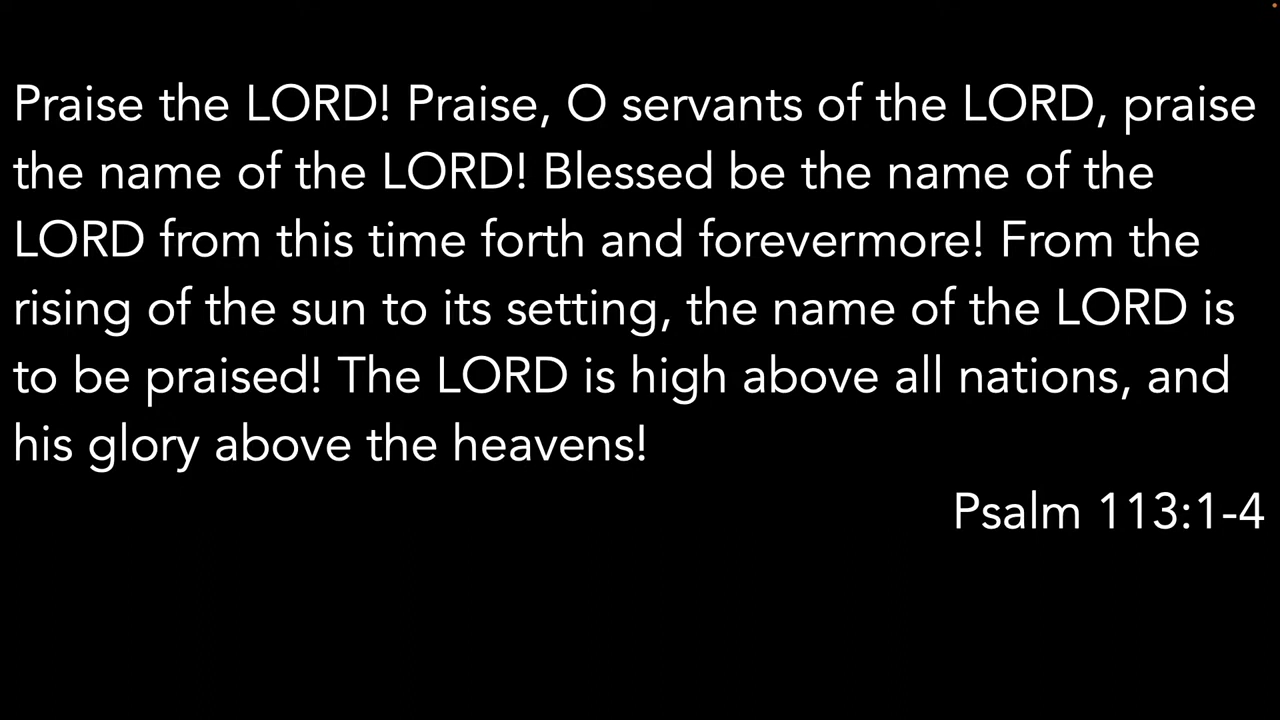 Praise the LORD! Praise, O servants of the LORD, praise
the name of the LORD! Blessed be the name of the
LORD from this time forth and forevermore! From the
rising of the sun to its setting, the name of the LORD is
to be praised! The LORD is high above all nations, and
his glory above the heavens!
Psalm 113:1-4